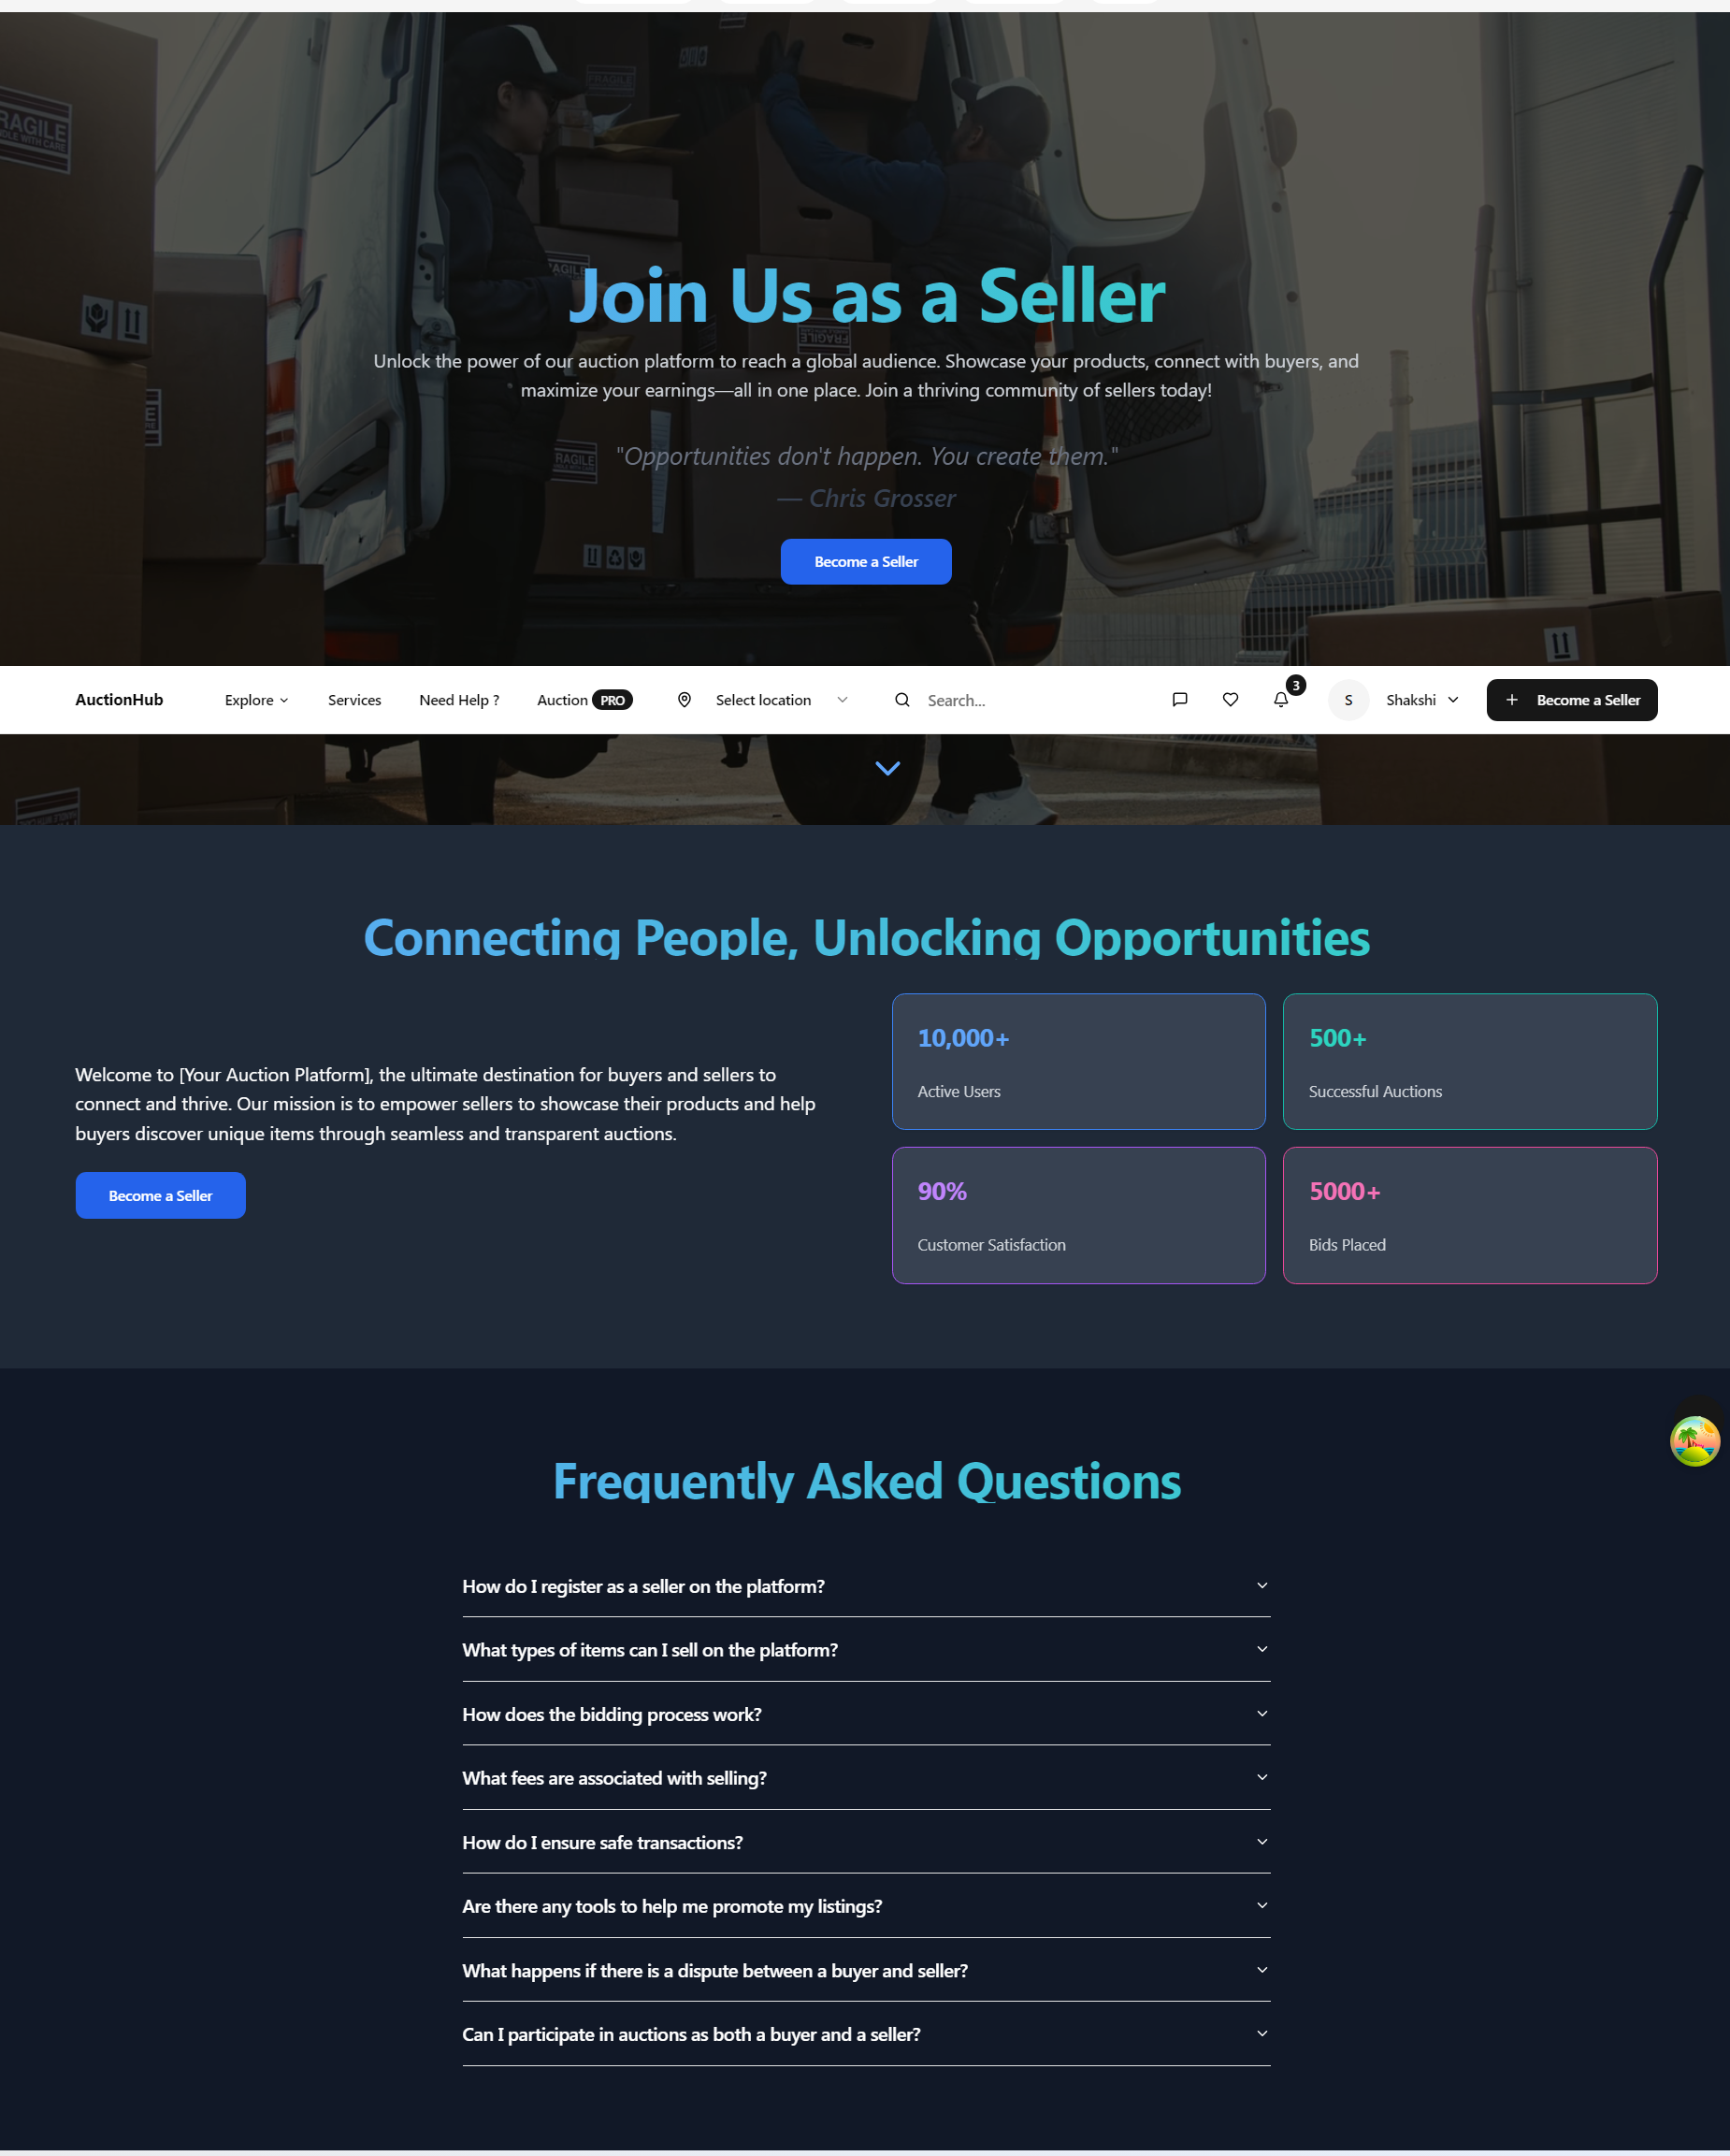 FRAGILE
RAGILE
DLE WITH CARE
AGILE
Join Us as a Seller
FRAGILE
Unlock the power of our auction platform to reach a global audience. Showcase your products, connect with buyers, and
maximize your earnings—all in one place. Join a thriving community of sellers today!
RAGILE
"Opportunities don't happen. You create them."
— Chris Grosser
Become a Seller
AuctionHub Explore Services Need Help ? Auction PRO Select location Search... 3 S Shakshi + Become a Seller
Connecting People, Unlocking Opportunities
Welcome to [Your Auction Platform], the ultimate destination for buyers and sellers to
connect and thrive. Our mission is to empower sellers to showcase their products and help
buyers discover unique items through seamless and transparent auctions.
Become a Seller
10,000+
Active Users
500+
Successful Auctions
90%
Customer Satisfaction
5000+
Bids Placed
Frequently Asked Questions
How do I register as a seller on the platform?
What types of items can I sell on the platform?
How does the bidding process work?
What fees are associated with selling?
How do I ensure safe transactions?
Are there any tools to help me promote my listings?
What happens if there is a dispute between a buyer and seller?
Can I participate in auctions as both a buyer and a seller?